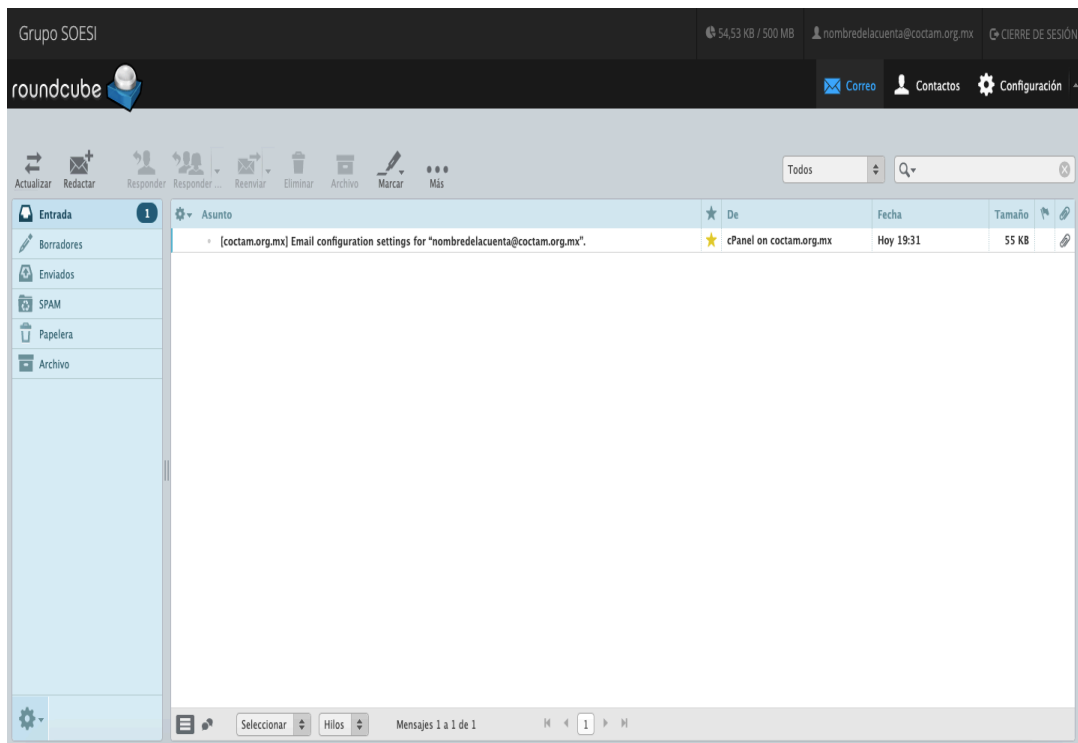 Grupo SOESI
54,53 KB / 500 MB
nombredelacuenta@coctam.org.mx
CIERRE DE SESIÓN
roundcube
Correo
Contactos
Configuración
Actualizar
Redactar
Responder
Responder ...
Reenviar
Eliminar
Archivo
Marcar
Más
Todos
Entrada
1
Borradores
Enviados
SPAM
Papelera
Archivo
Asunto
De
Fecha
Tamaño
[coctam.org.mx] Email configuration settings for “nombredelacuenta@coctam.org.mx”.
cPanel on coctam.org.mx
Hoy 19:31
55 KB
Seleccionar
Hilos
Mensajes 1 a 1 de 1
1